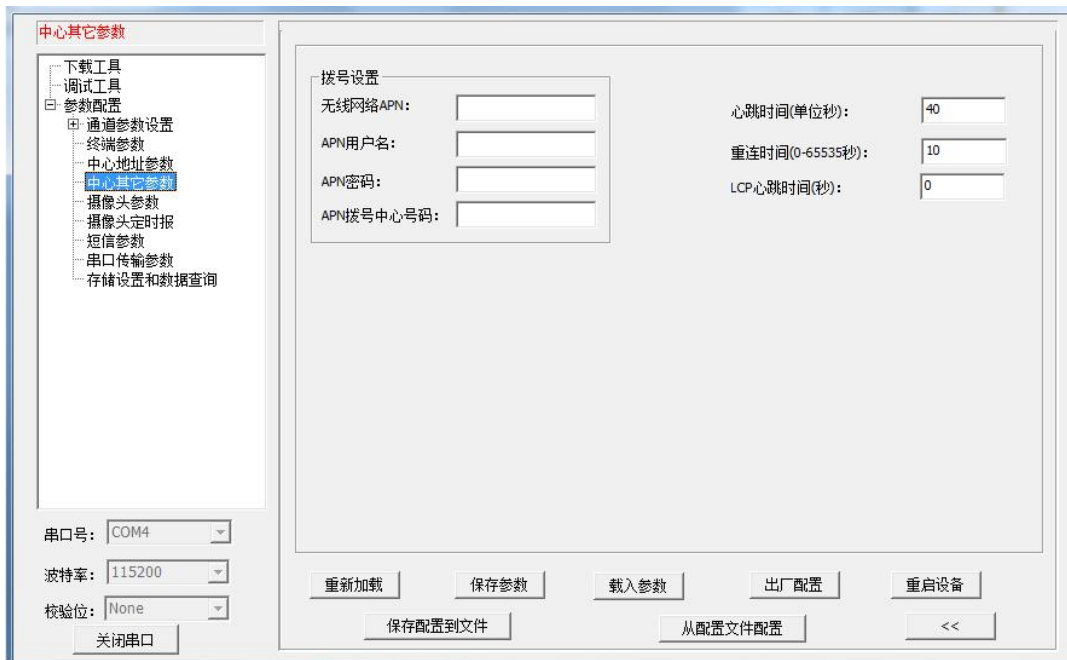 中心其它参数
下载工具
调试工具
参数配置
通道参数设置
终端参数
中心地址参数
中心其它参数
摄像头参数
摄像头定时报
短信参数
串口传输参数
存储设置和数据查询
串口号： COM4
波特率： 115200
校验位： None
关闭串口
拨号设置
无线网络APN：
APN用户名：
APN密码：
APN拨号中心号码：
心跳时间(单位秒)： 40
重连时间(0-65535秒)： 10
LCP心跳时间(秒)： 0
重新加载 保存参数 载入参数 出厂配置 重启设备
保存配置到文件 从配置文件配置 <<